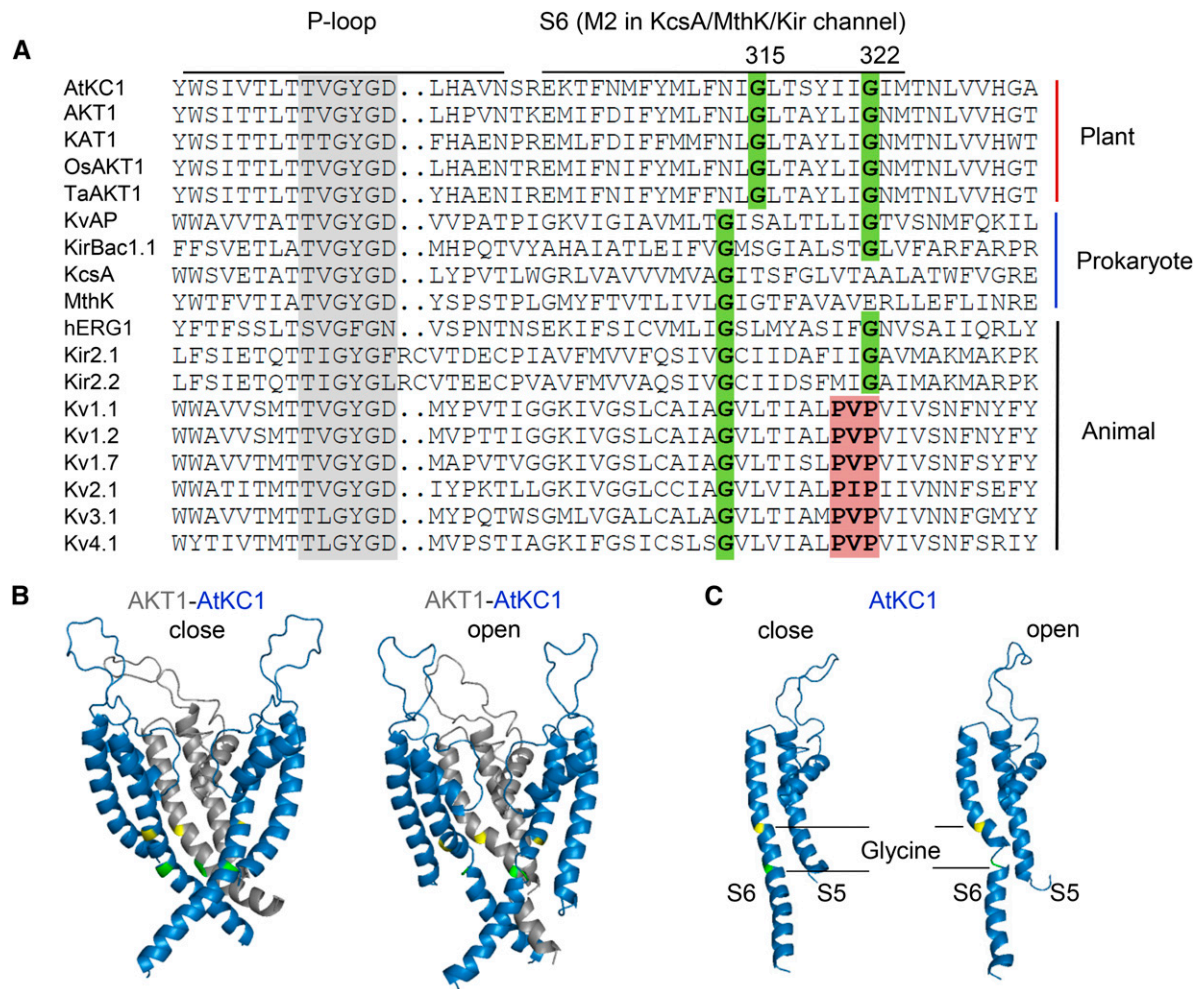 P-loop S6 (M2 in KcsA/MthK/Kir channel)
A 315 322
AtKC1 YWSIVTLTTVGYGD..LHAVNSREKTFNMFYMLFNIGLTSYIIGIMTNLVVHGA
AKT1 YWSITTLTTVGYGD..LHPVNTKEMIFDIFYMLFNLGLTAYLIGNMTNLVVHGT
KAT1 YWSITTLTTTGYGD..FHAENPREMLFDIFFMMFNLGLTAYLIGNMTNLVVHWT
OsAKT1 YWSITTLTTVGYGD..LHAENTREMIFNIFYMLFNLGLTAYLIGNMTNLVVHGT
TaAKT1 YWSITTLTTVGYGD..YHAENIREMIFNIFYMFFNLGLTAYLIGNMTNLVVHGT
Plant
KvAP WWAVVTATTVGYGD..VVPATPIGKVIGIAVMLTGISALTLLIGTVSNMFQKIL
KirBac1.1 FFSVETLATVGYGD..MHPQTVYAHAIATLEIFVGMSGIALSTGLVFARFARPR
KcsA WWSVETATTVGYGD..LYPVTLWGRLVAVVVMVAGITSFGLVTAALATWFVGRE
MthK YWTFVTIATVGYGD..YSPSTPLGMYFTVTLIVLGIGTFAVAVERLLEFLINRE
Prokaryote
hERG1 YFTFSSLTSVGFGN..VSPNTNSEKIFSICVMLIGSLMYASIFGNVSAIIQRLY
Kir2.1 LFSIETQTTIGYGFRCVTDECPIAVFMVVFQSIVGCIIDAFIIGAVMAKMAKPK
Kir2.2 LFSIETQTTIGYGLRCVTEECPVAVFMVVAQSIVGCIIDSFMIGAIMAKMARPK
Kv1.1 WWAVVSMTTVGYGD..MYPVTIGGKIVGSLCAIAGVLTIALPVPVIVSNFNYFY
Kv1.2 WWAVVSMTTVGYGD..MVPTTIGGKIVGSLCAIAGVLTIALPVPVIVSNFNYFY
Kv1.7 WWAVVTMTTVGYGD..MAPVTVGGKIVGSLCAIAGVLTISLPVPVIVSNFSYFY
Kv2.1 WWATITMTTVGYGD..IYPKTLLGKIVGGLCCIAGVLVIALPIPIIVNNFSEFY
Kv3.1 WWAVVTMTTLGYGD..MYPQTWSGMLVGALCALAGVLTIAMPVPVIVNNFGMYY
Kv4.1 WYTIVTMTTLGYGD..MVPSTIAGKIFGSICSLSGVLVIALPVPVIVSNFSRIY
Animal
B AKT1-AtKC1 AKT1-AtKC1
close open
C AtKC1
close open
Glycine
S6 S5 S6 S5